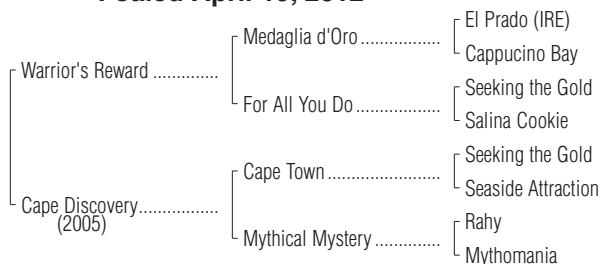 Foaled April 2012
El Prado (IRE)
Medaglia d'Oro ................
Cappucino Bay
Warrior's Reward .............
Seeking the Gold
For All You Do .................
Salina Cookie
Seeking the Gold
Cape Town ......................
Seaside Attraction
Cape Discovery................
(2005)
Rahy
Mythical Mystery .............
Mythomania